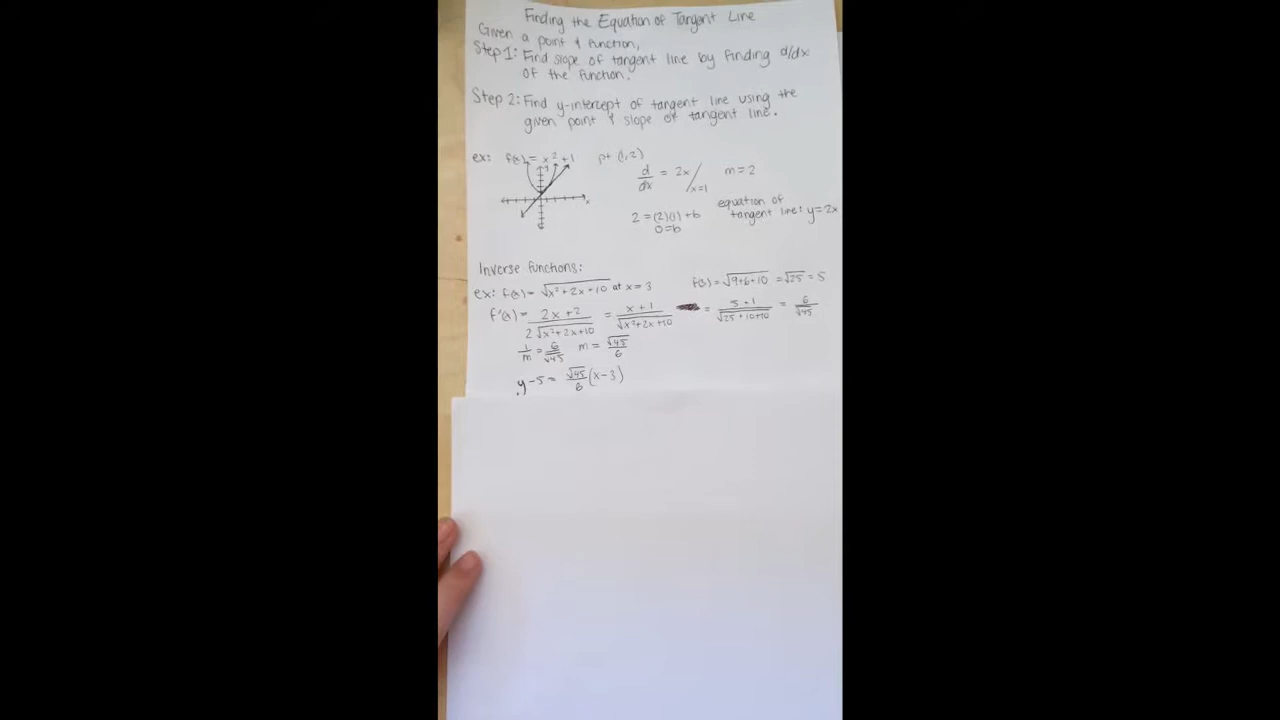 Finding the Equation of Tangent Line
Given a point & function,
Step 1: Find slope of tangent line by finding d/dx
of the function.
Step 2: Find y-intercept of tangent line using the
given point & slope of tangent line.
ex: f(x) = x²+1 pt (1,2)
d/dx = 2x/x=1 m=2
x
2=(2)(1)+b
0=b
equation of
tangent line: y=2x
Inverse functions:
ex: f(x) = √(x²+2x+10) at x=3 f(3)=√(9+6+10) =√25 = 5
f'(x)= (2x+2)/(2√(x²+2x+10)) = (x+1)/√(x²+2x+10) = (5+1)/√(25+10+10) = 6/√45
1/m = 6/√45 m = √45/6
y-5 = √45/6 (x-3)